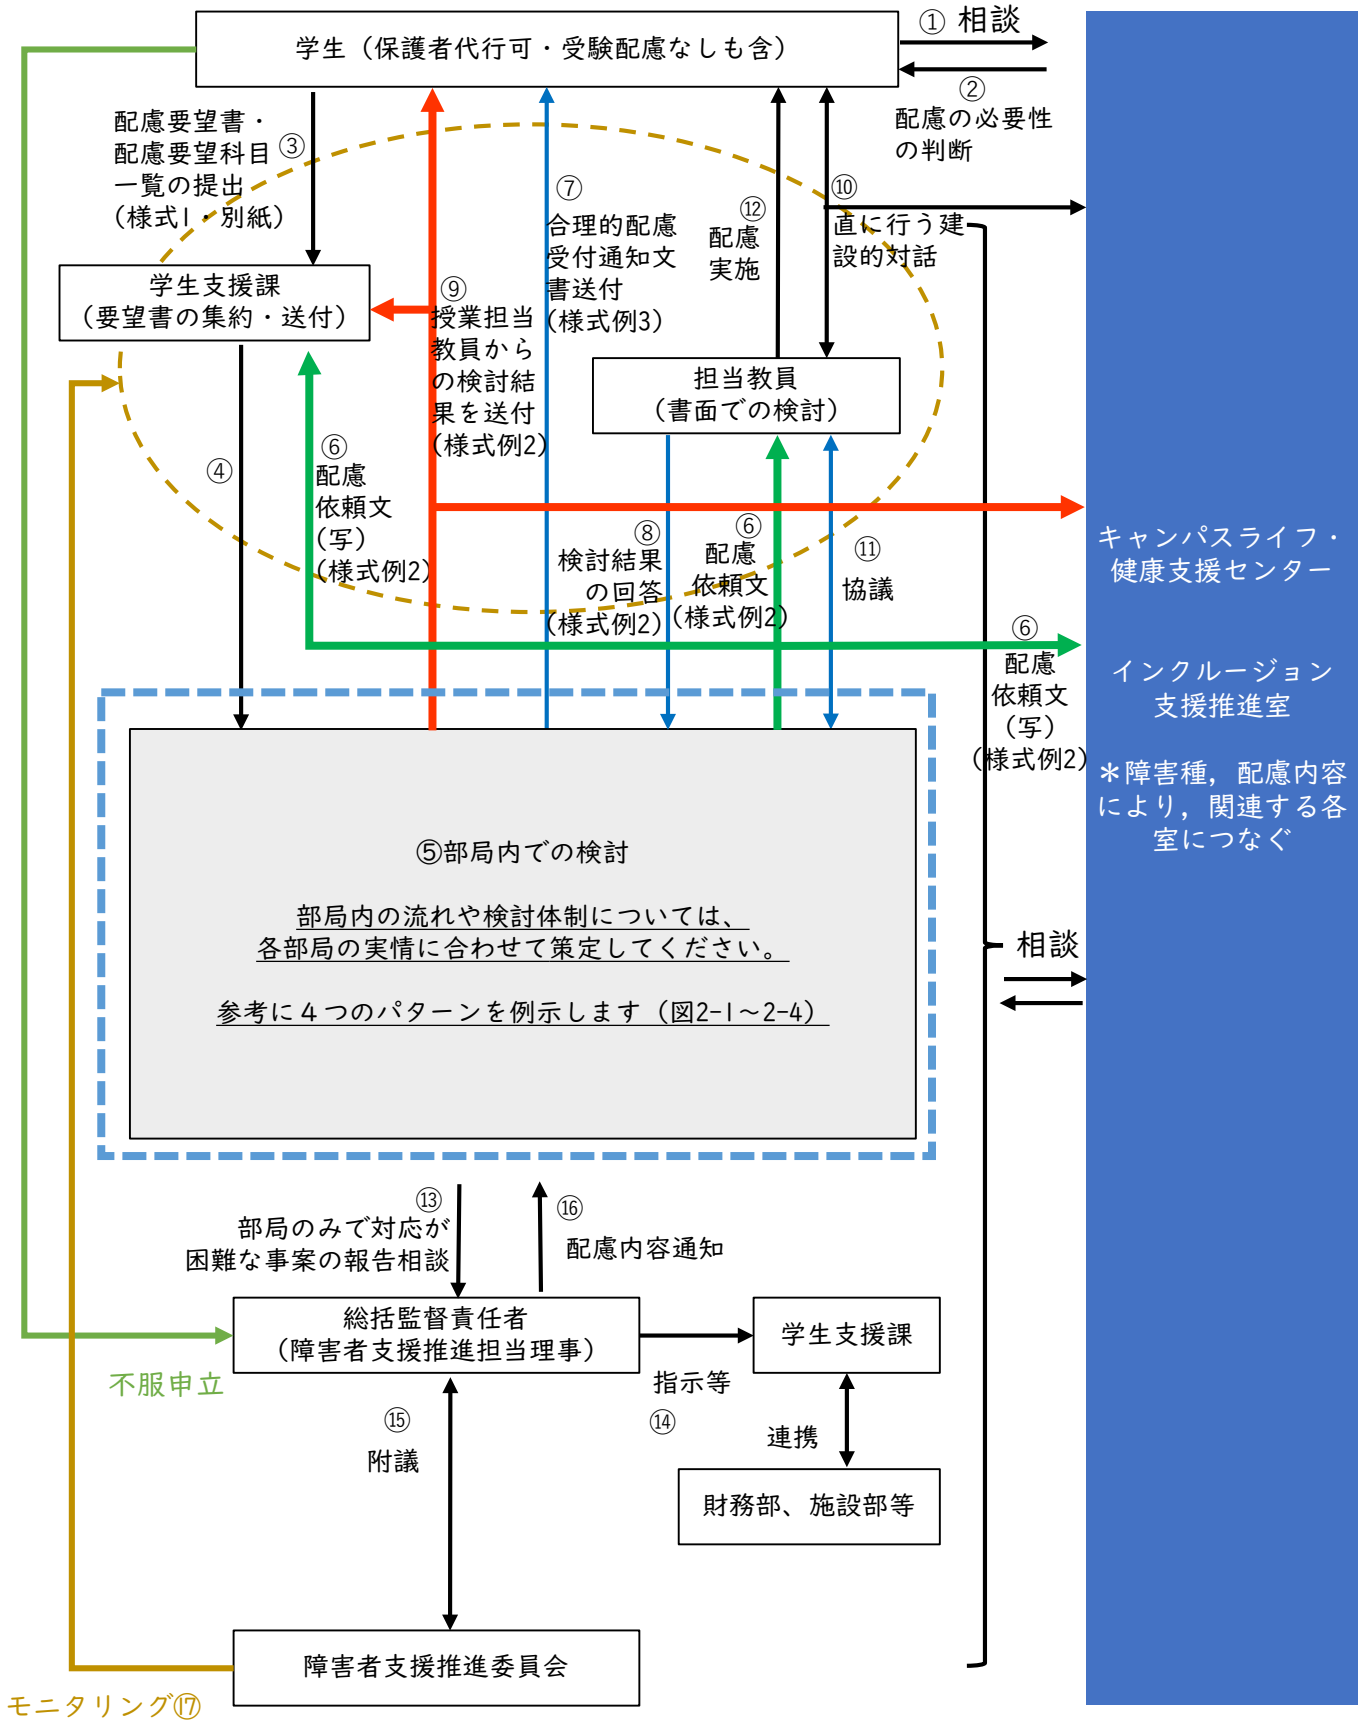 ① 相談
学生（保護者代行可・受験配慮なしも含）
②
配慮の必要性
の判断
配慮要望書・
配慮要望科目
一覧の提出
(様式1・別紙)
③
⑦
合理的配慮
受付通知文
書送付
(様式例3)
⑫
配慮
実施
⑩
直に行う建
設的対話
学生支援課
（要望書の集約・送付）
⑨
授業担当
教員から
の検討結
果を送付
(様式例2)
担当教員
（書面での検討）
④
⑥
配慮
依頼文
(写)
(様式例2)
⑧
検討結果
の回答
(様式例2)
⑥
配慮
依頼文
(様式例2)
⑪
協議
キャンパスライフ・
健康支援センター
インクルージョン
支援推進室
＊障害種，配慮内容
により，関連する各
室につなぐ
⑥
配慮
依頼文
(写)
(様式例2)
⑤部局内での検討
部局内の流れや検討体制については、
各部局の実情に合わせて策定してください。
参考に４つのパターンを例示します（図2-1～2-4）
相談
⑬
部局のみで対応が
困難な事案の報告相談
⑯
配慮内容通知
総括監督責任者
（障害者支援推進担当理事）
学生支援課
不服申立
指示等
⑭
⑮
附議
連携
財務部、施設部等
障害者支援推進委員会
モニタリング⑰